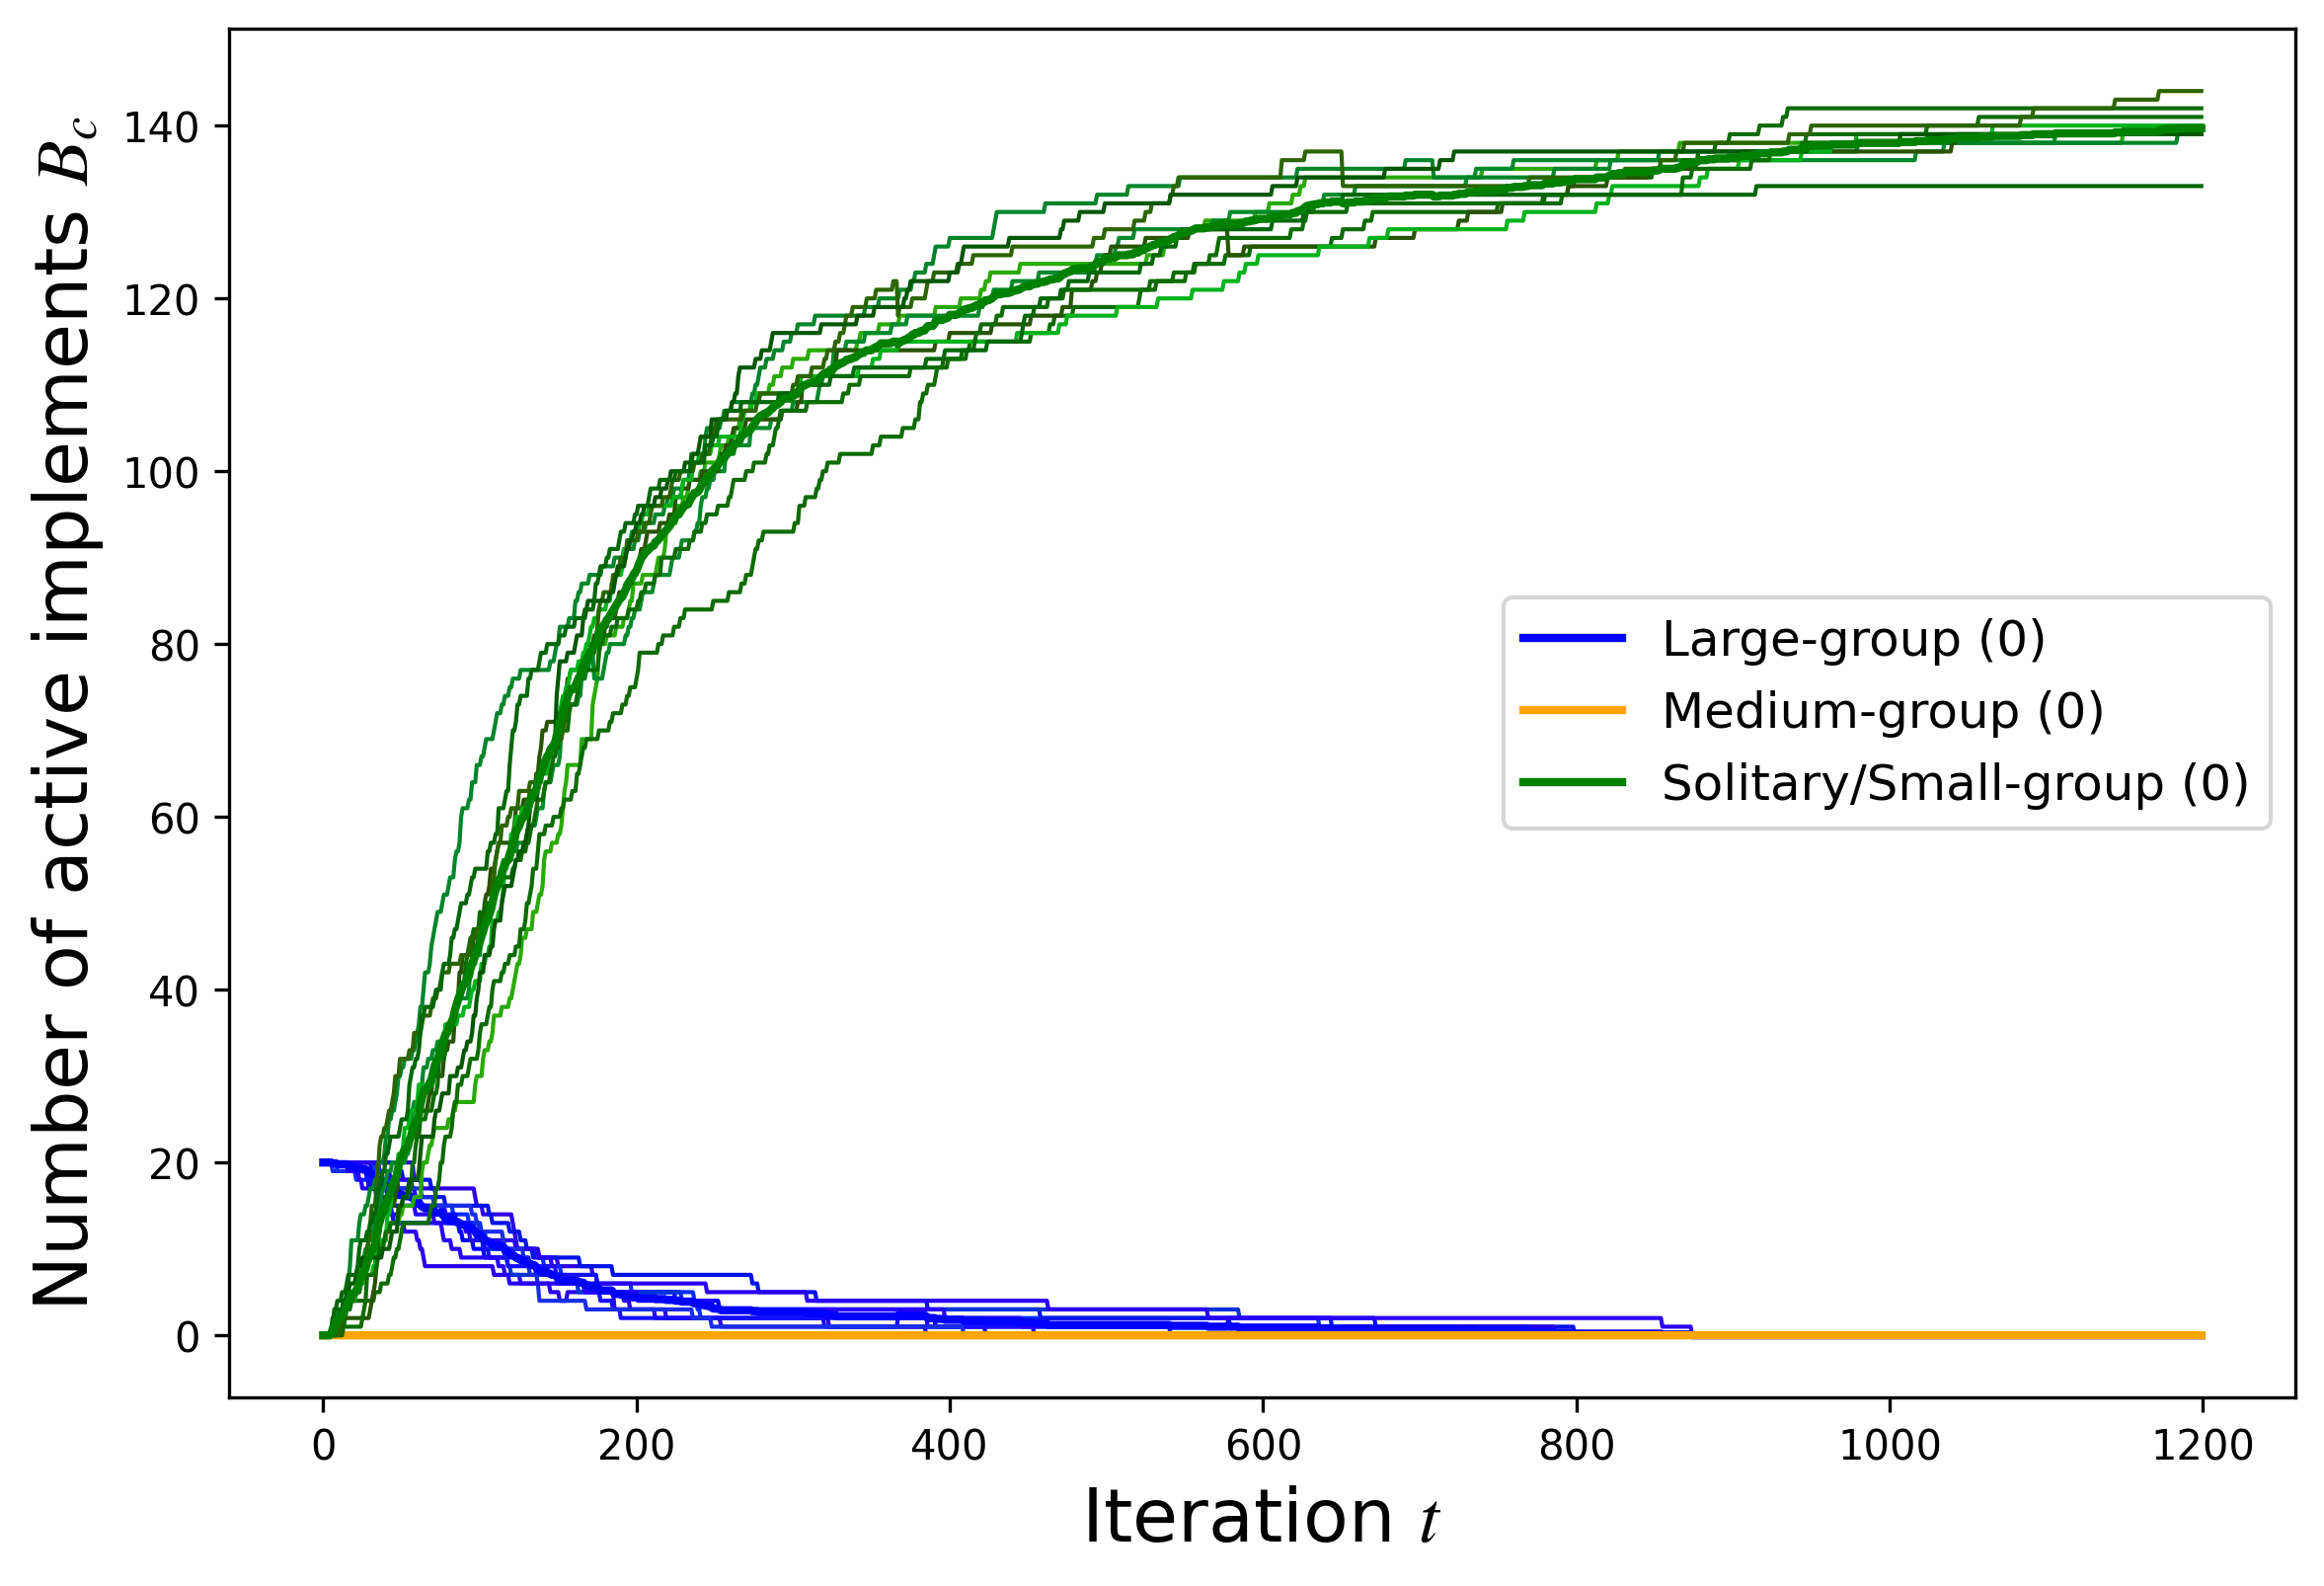 Number of active implements B_c
140
120
100
80
60
40
20
0
Large-group (0)
Medium-group (0)
Solitary/Small-group (0)
0 200 400 600 800 1000 1200
Iteration t